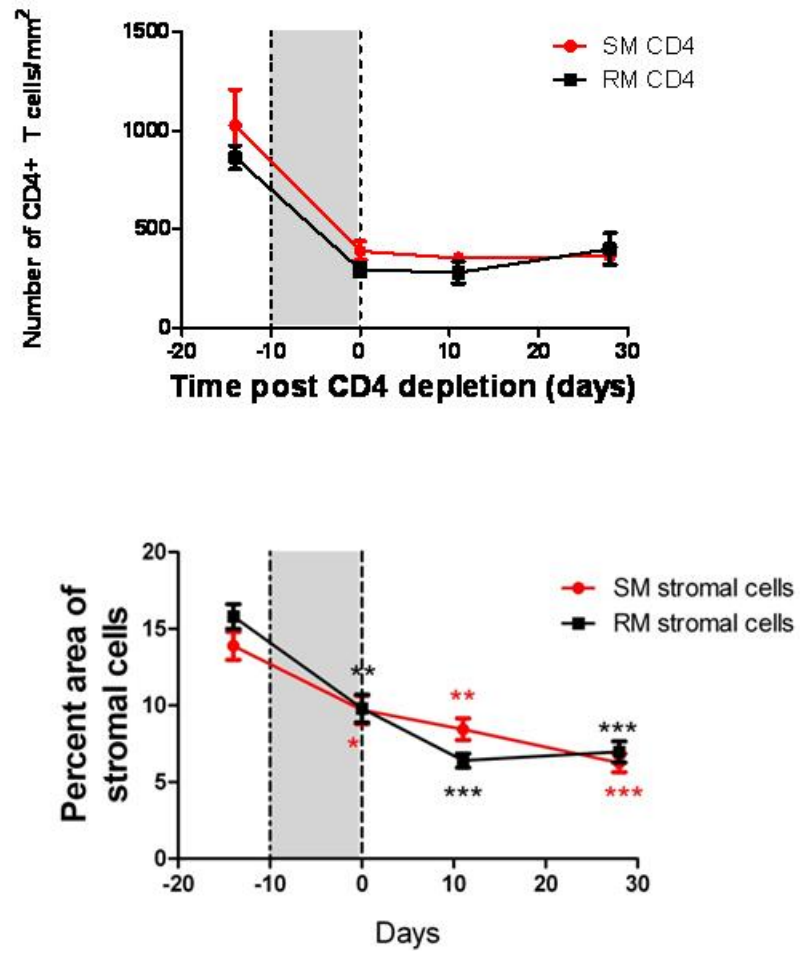 Number of CD4+ T cells/mm²
1500
1000
500
0
-20 -10 0 10 20 30
Time post CD4 depletion (days)
SM CD4
RM CD4
Percent area of
stromal cells
20
15
10
5
0
-20 -10 0 10 20 30
Days
SM stromal cells
RM stromal cells
**
*
**
***
***
***